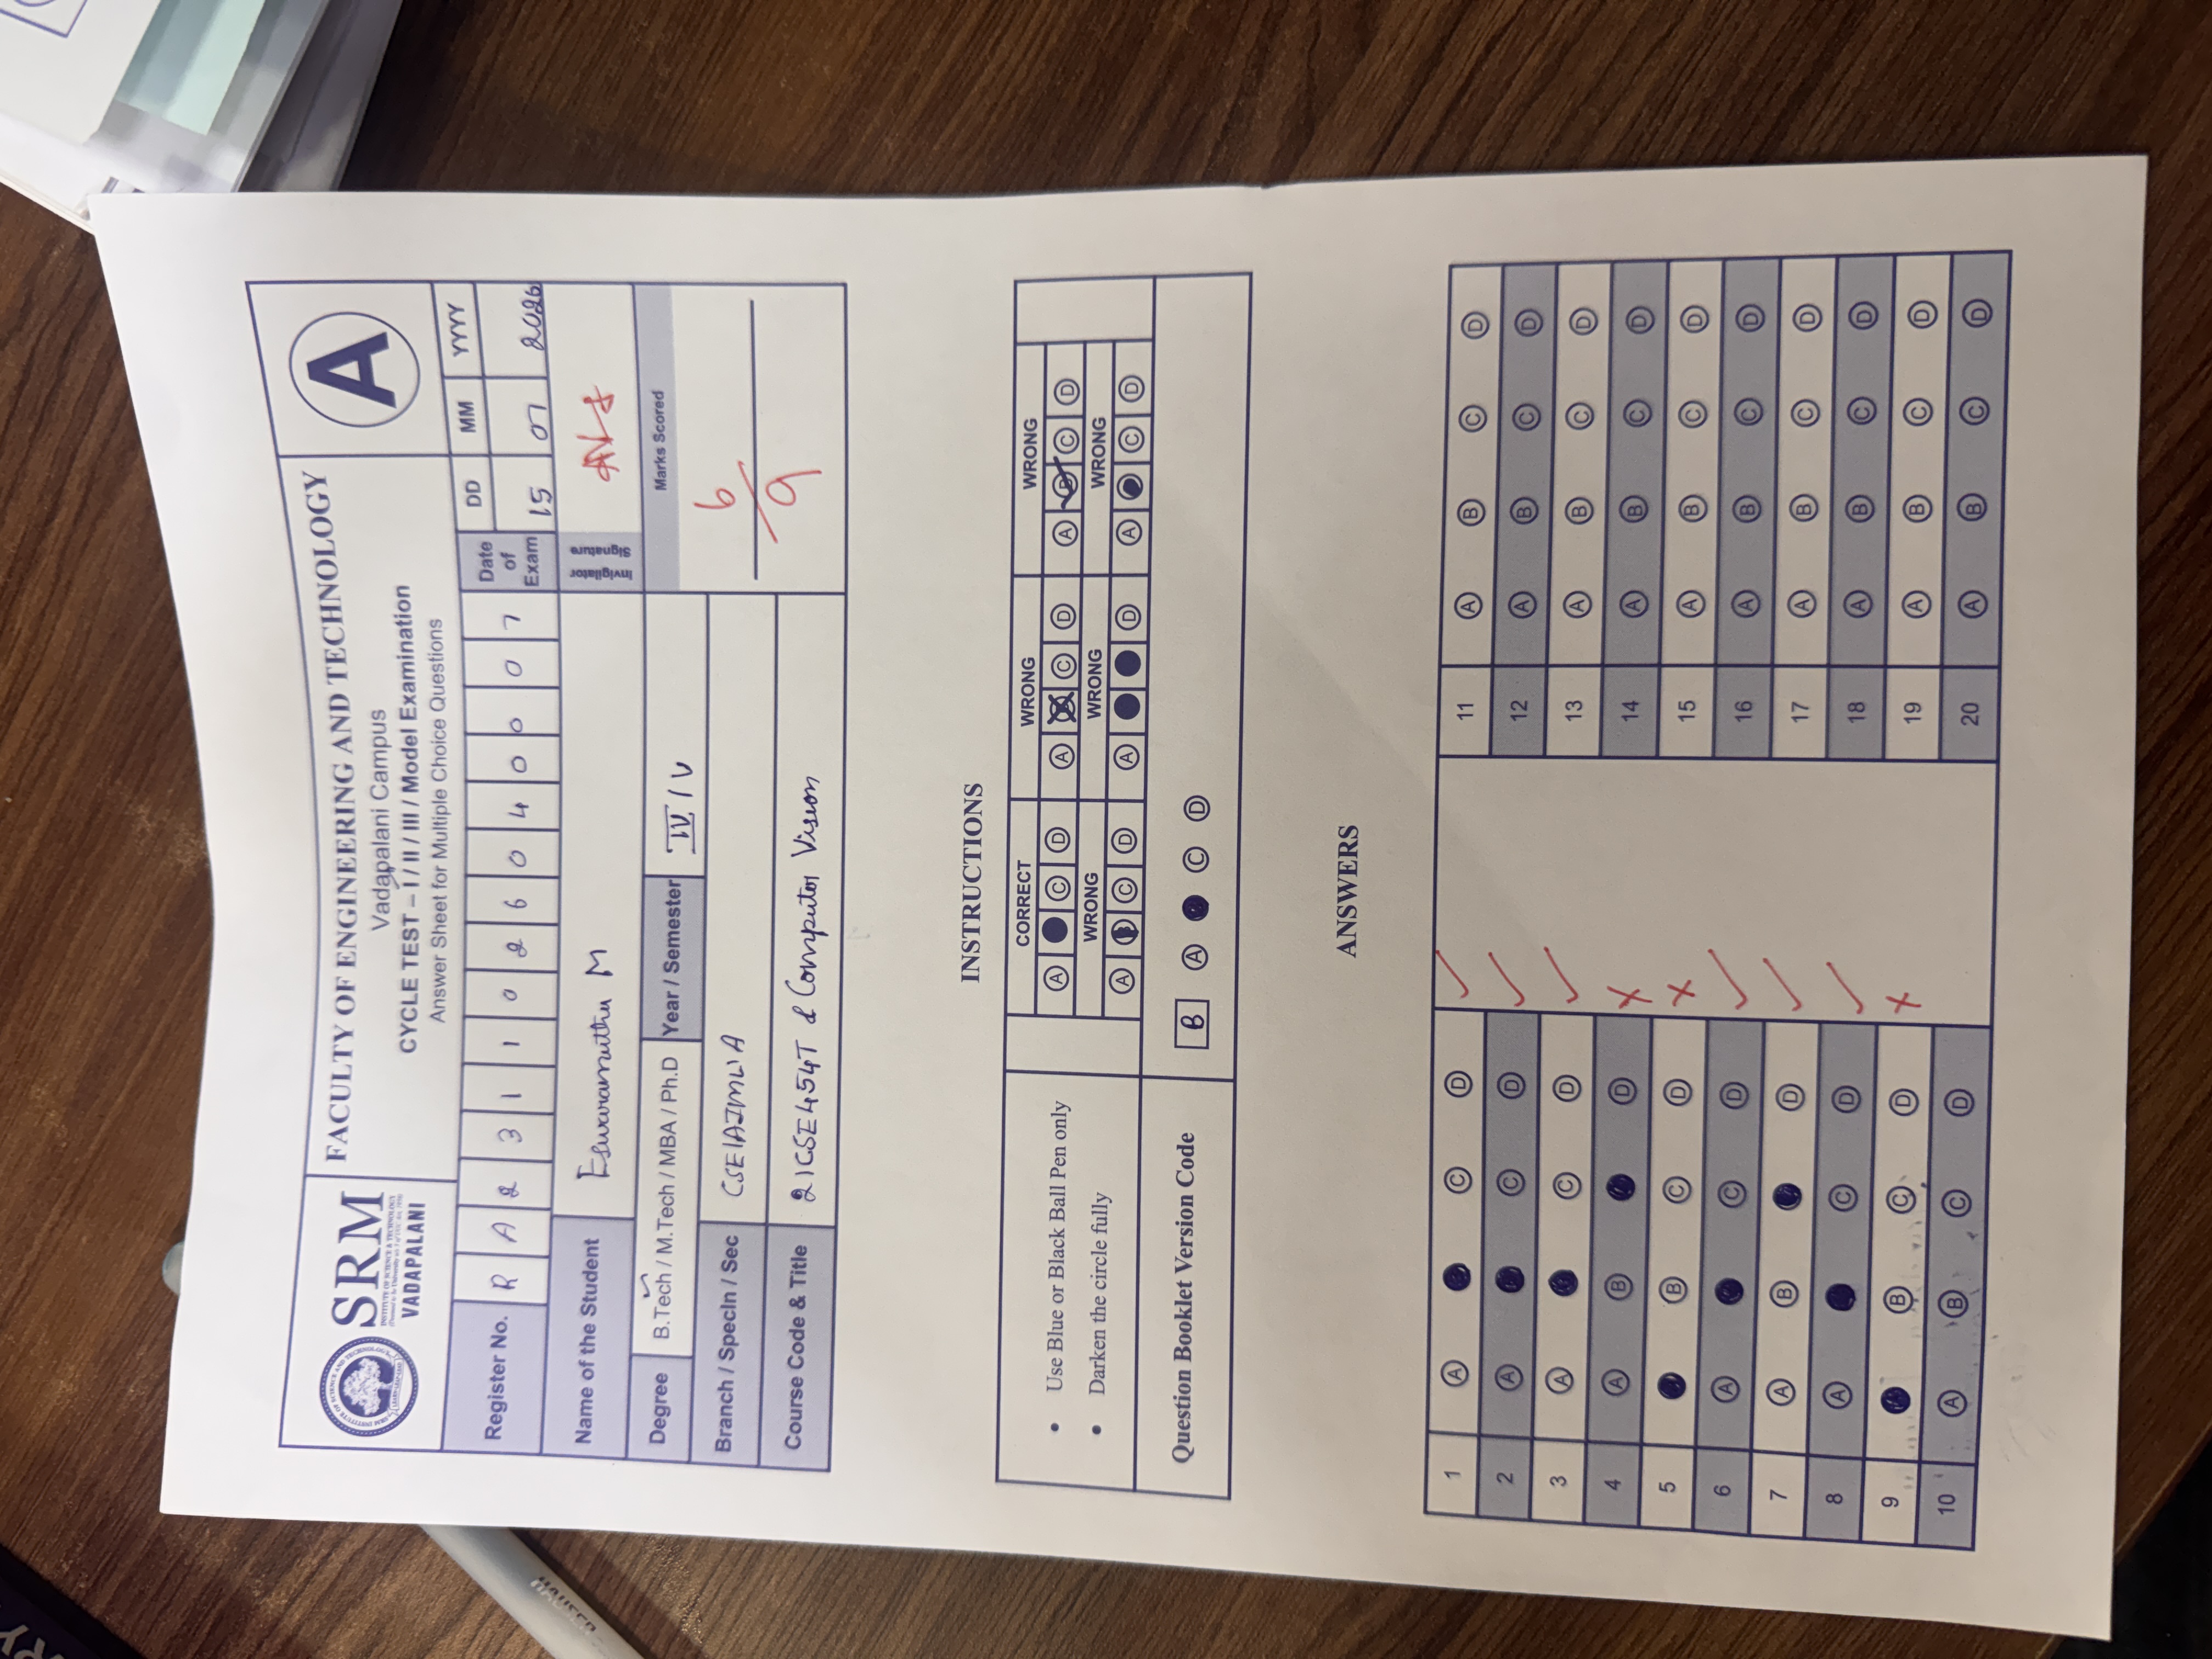 SRM
INSTITUTE OF SCIENCE & TECHNOLOGY
VADAPALANI
FACULTY OF ENGINEERING AND TECHNOLOGY
Vadapalani Campus
CYCLE TEST – I / II / III / Model Examination
Answer Sheet for Multiple Choice Questions
A
Register No. R A 2 3 1 1 0 2 6 0 4 0 0 0 7
Date of Exam DD MM YYYY
15 07 2026
Name of the Student Eswaramuthu M
Invigilator Signature
Degree B.Tech / M.Tech / MBA / Ph.D Year / Semester IV / V
Marks Scored
6
9
Branch / Specln / Sec CSE/AIML/A
Course Code & Title 21CSE454T & Computer Vision
INSTRUCTIONS
• Use Blue or Black Ball Pen only
• Darken the circle fully
CORRECT WRONG WRONG
A C D A C D A C D
WRONG WRONG WRONG
A C D A D A C D
Question Booklet Version Code B A C D
ANSWERS
1 A C D
2 A C D
3 A C D
4 A B D
5 B C D
6 A C D
7 A B D
8 A C D
9 B C D
10 A B C D
11 A B C D
12 A B C D
13 A B C D
14 A B C D
15 A B C D
16 A B C D
17 A B C D
18 A B C D
19 A B C D
20 A B C D